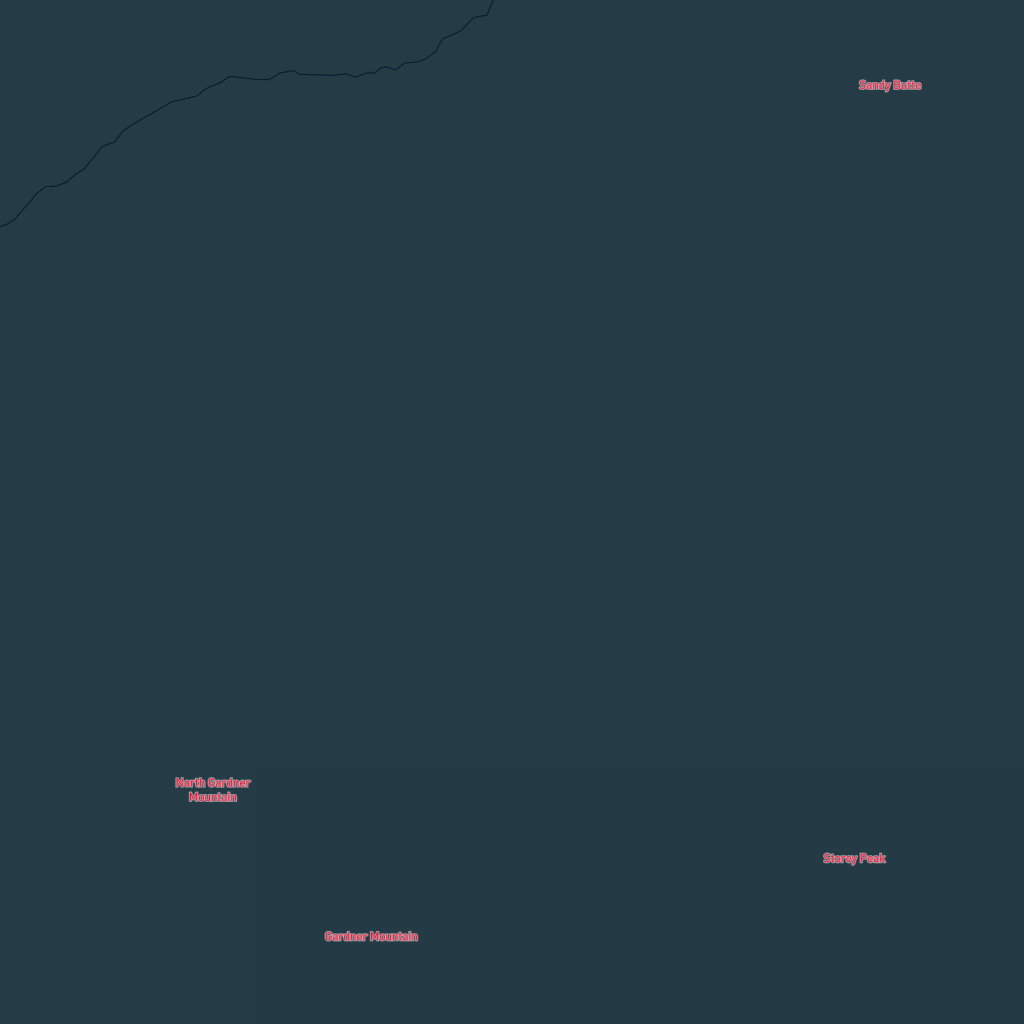 Sandy Butte
North Gardner
Mountain
Storey Peak
Gardner Mountain